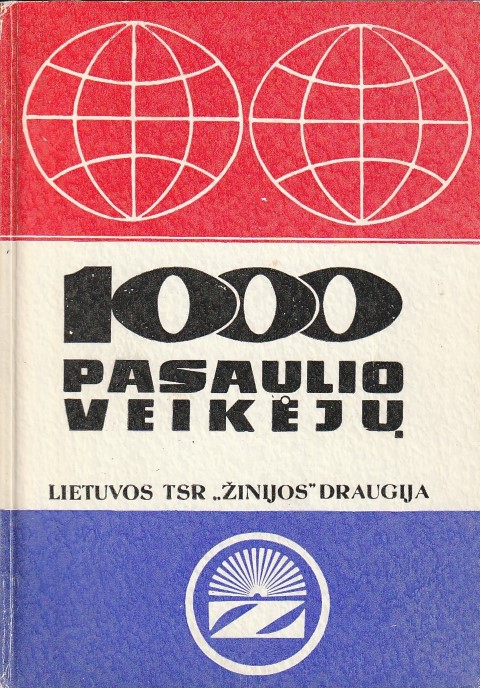 1000
PASAULIO
VEIKĖJŲ
LIETUVOS TSR „ŽINIJOS” DRAUGIJA
Ž